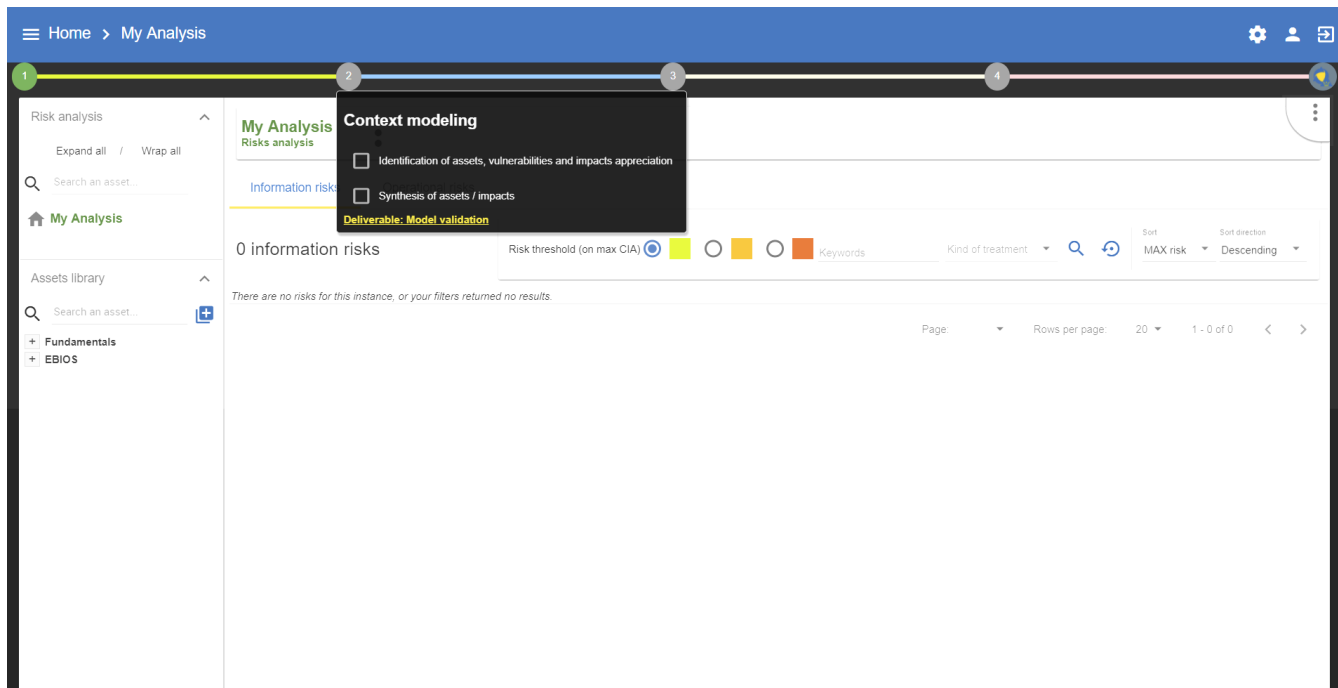 Home > My Analysis
1 2 3 4
Risk analysis
Expand all / Wrap all
Search an asset...
My Analysis
Assets library
Search an asset...
+ Fundamentals
+ EBIOS
My Analysis
Risks analysis
Context modeling
Identification of assets, vulnerabilities and impacts appreciation
Synthesis of assets / impacts
Deliverable: Model validation
Information risks
0 information risks
Risk threshold (on max CIA)
Keywords
Kind of treatment
Sort
MAX risk
Sort direction
Descending
There are no risks for this instance, or your filters returned no results.
Page: Rows per page: 20 1 - 0 of 0